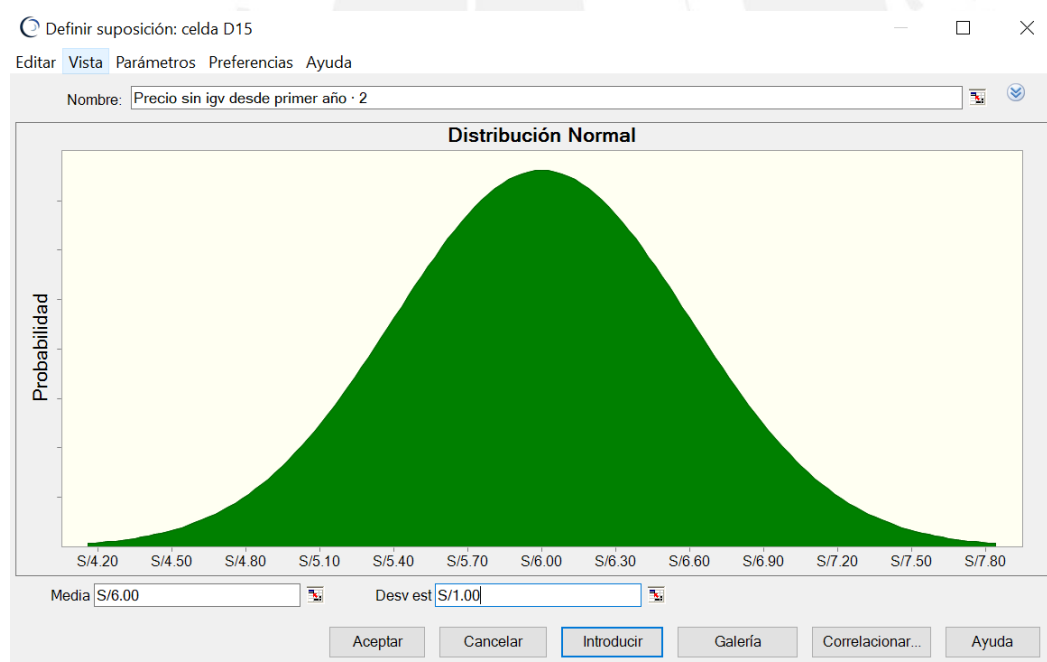 Definir suposición: celda D15
Editar Vista Parámetros Preferencias Ayuda
Nombre: Precio sin igv desde primer año · 2
Distribución Normal
Probabilidad
S/4.20 S/4.50 S/4.80 S/5.10 S/5.40 S/5.70 S/6.00 S/6.30 S/6.60 S/6.90 S/7.20 S/7.50 S/7.80
Media S/6.00 Desv est S/1.00
Aceptar Cancelar Introducir Galería Correlacionar... Ayuda